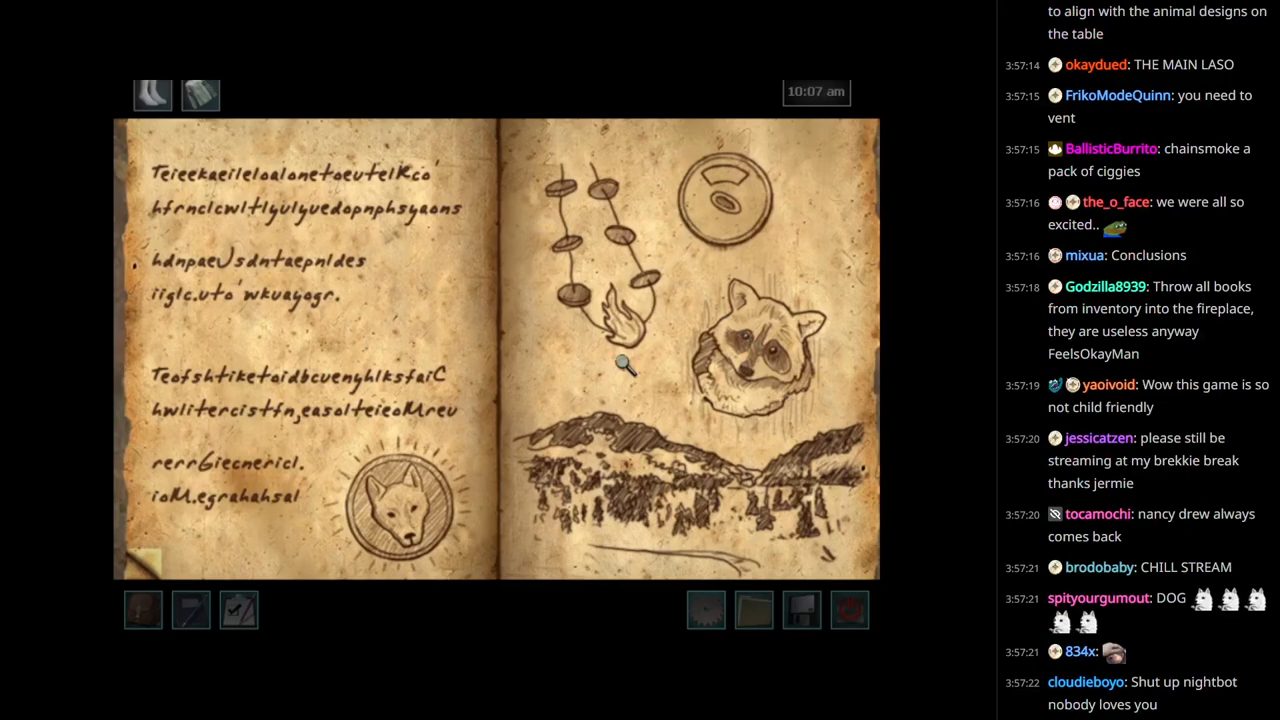 10:07 am
Teieekaeileloalonetoeutelkco'
hfrnclcwltlyulyuedopnphsyaons
hdnpaeUsdntaepnldes
iiglc.uto'wkuayogr.
Teofshtiketoidbcuenyhlksfaic
hwlitercistfn,easolteieoMreu
rerrGiecnericl.
ioM.egrahahsal
to align with the animal designs on
the table
3:57:14 okaydued: THE MAIN LASO
3:57:15 FrikoModeQuinn: you need to
vent
3:57:15 BallisticBurrito: chainsmoke a
pack of ciggies
3:57:16 the_o_face: we were all so
excited..
3:57:16 mixua: Conclusions
3:57:18 Godzilla8939: Throw all books
from inventory into the fireplace,
they are useless anyway
FeelsOkayMan
3:57:19 yaoivoid: Wow this game is so
not child friendly
3:57:20 jessicatzen: please still be
streaming at my brekkie break
thanks jermie
3:57:20 tocamochi: nancy drew always
comes back
3:57:21 brodobaby: CHILL STREAM
3:57:21 spityourgumout: DOG
3:57:21 834x:
3:57:22 cloudieboyo: Shut up nightbot
nobody loves you